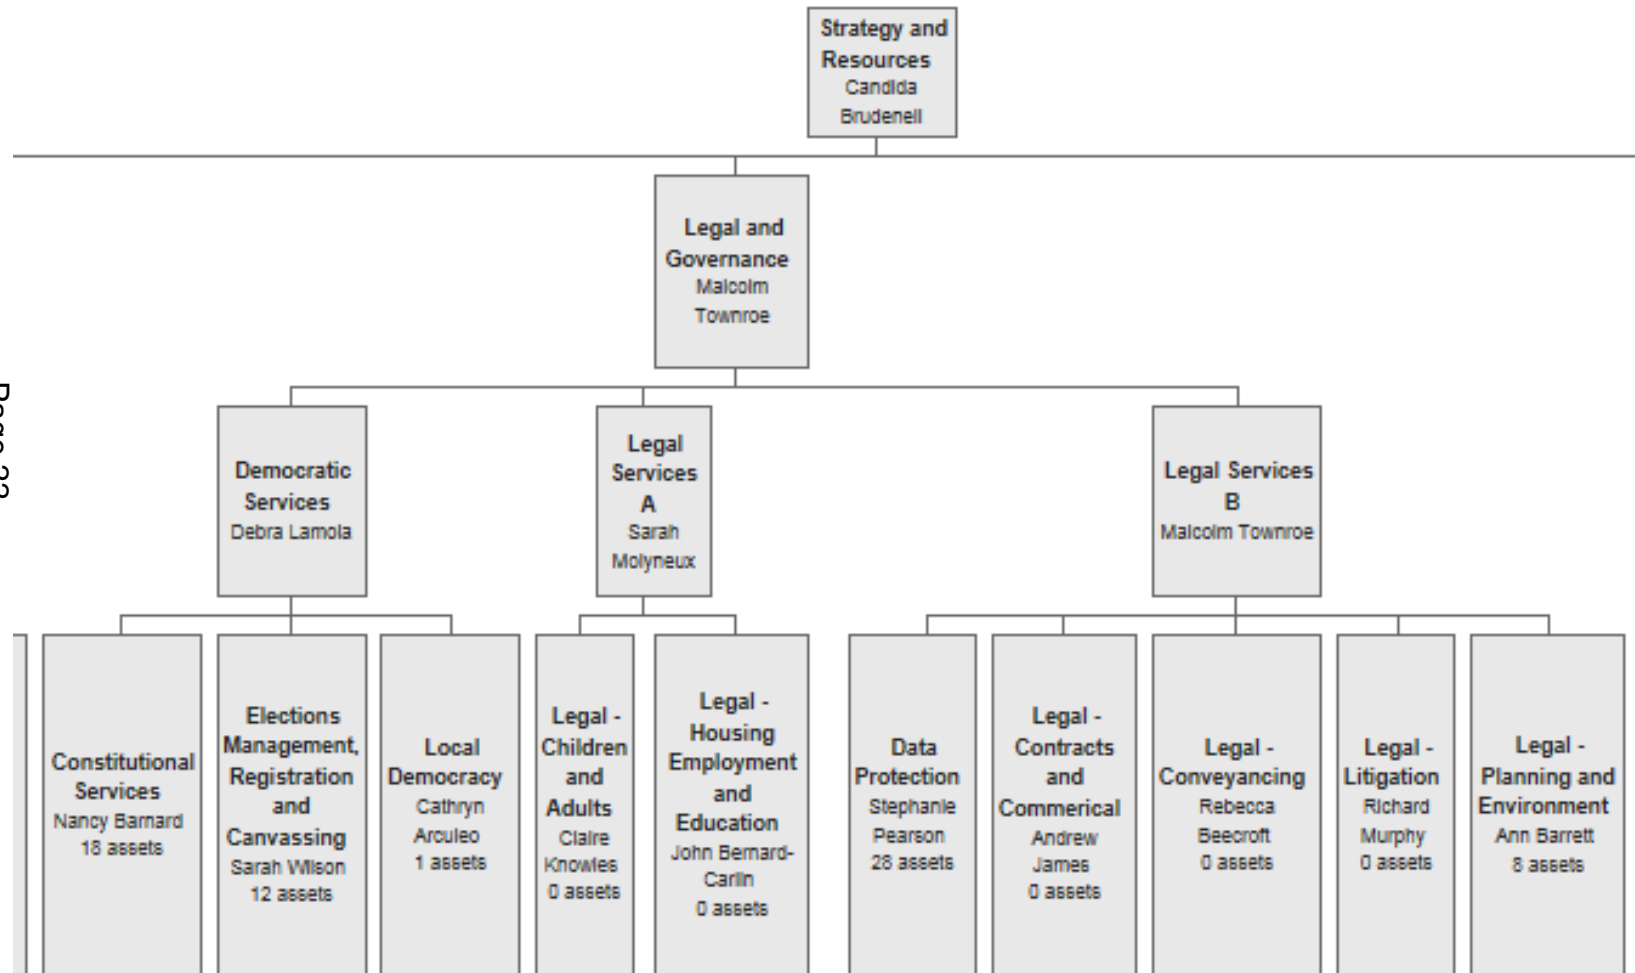 Strategy and
Resources
Candida
Brudenell
Legal and
Governance
Malcolm
Townroe
Democratic
Services
Debra Lamola
Legal
Services
A
Sarah
Molyneux
Legal Services
B
Malcolm Townroe
Constitutional
Services
Nancy Barnard
18 assets
Elections
Management,
Registration
and
Canvassing
Sarah Wilson
12 assets
Local
Democracy
Cathryn
Arculeo
1 assets
Legal -
Children
and
Adults
Claire
Knowles
0 assets
Legal -
Housing
Employment
and
Education
John Bernard-
Carlin
0 assets
Data
Protection
Stephanie
Pearson
28 assets
Legal -
Contracts
and
Commerical
Andrew
James
0 assets
Legal -
Conveyancing
Rebecca
Beecroft
0 assets
Legal -
Litigation
Richard
Murphy
0 assets
Legal -
Planning and
Environment
Ann Barrett
8 assets